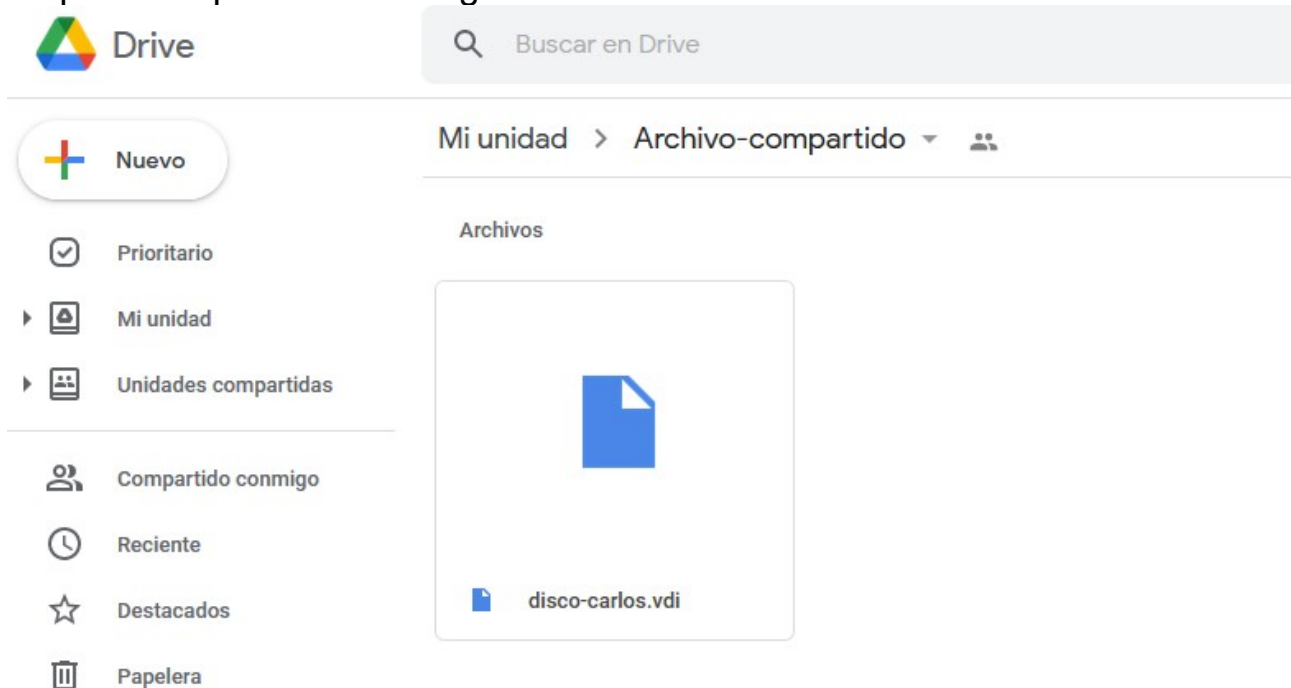 Drive
Buscar en Drive
Nuevo
Mi unidad > Archivo-compartido
Prioritario
Mi unidad
Unidades compartidas
Compartido conmigo
Reciente
Destacados
Papelera
Archivos
disco-carlos.vdi